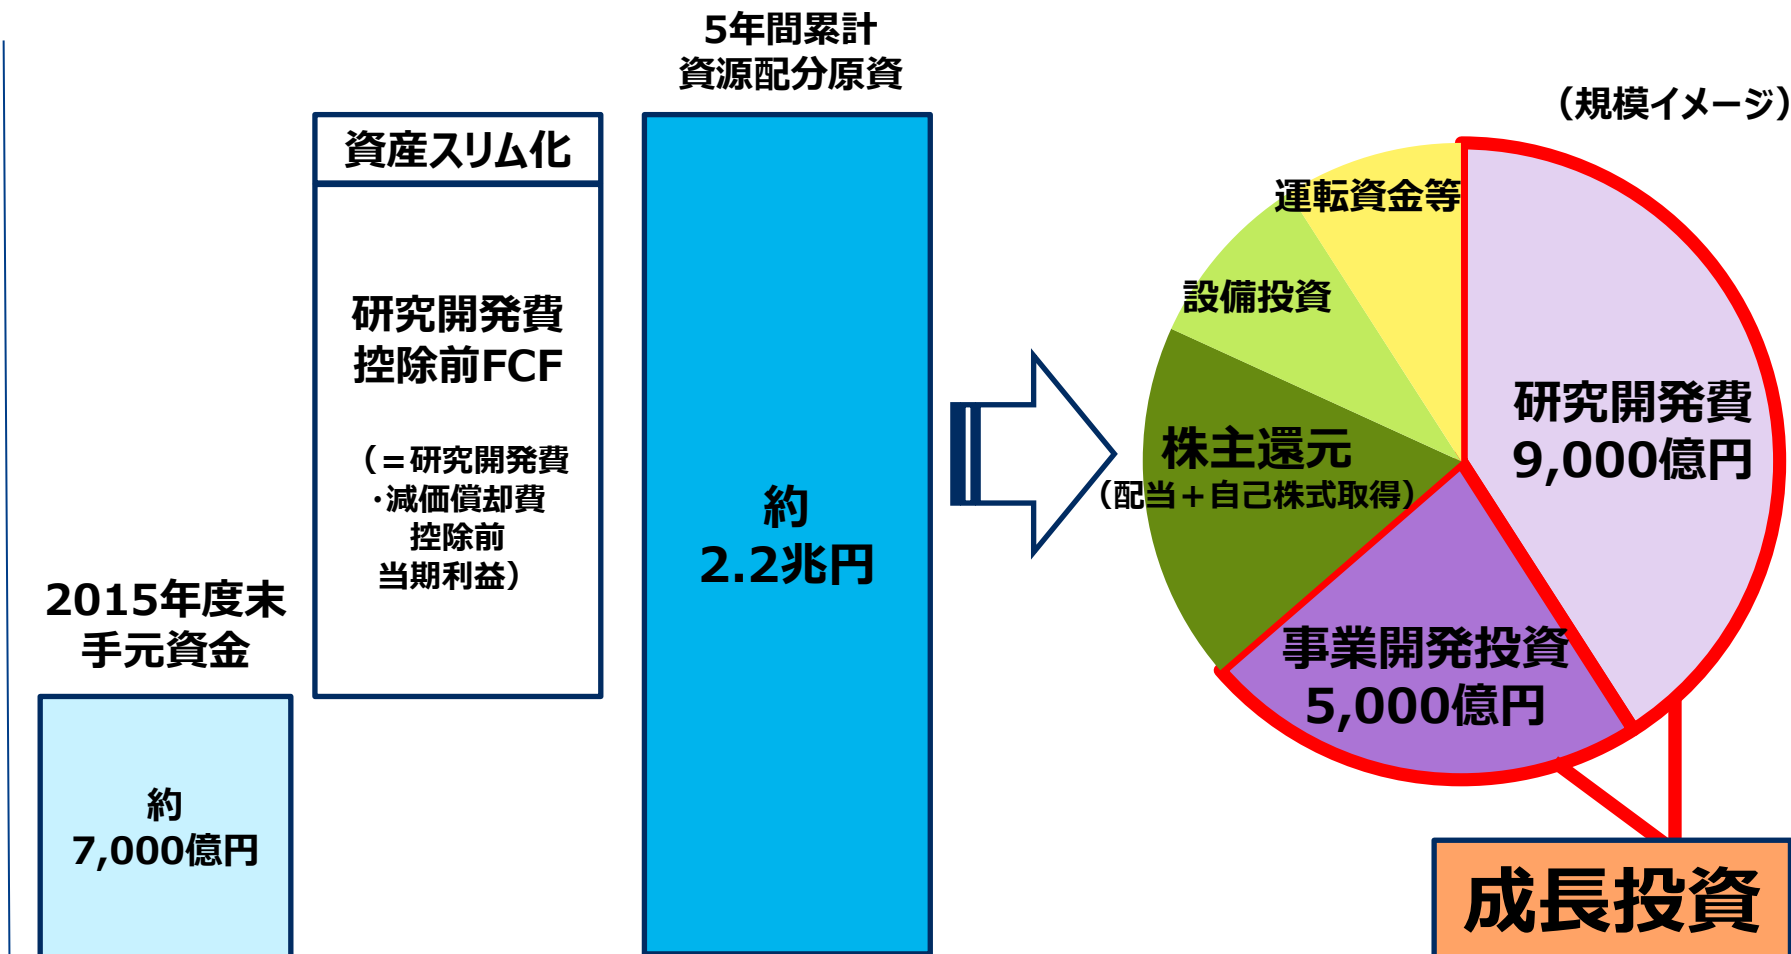 5年間累計
資源配分原資
資産スリム化
研究開発費
控除前FCF
（＝研究開発費
・減価償却費
控除前
当期利益）
2015年度末
手元資金
約
7,000億円
約
2.2兆円
（規模イメージ）
運転資金等
設備投資
株主還元
（配当＋自己株式取得）
研究開発費
9,000億円
事業開発投資
5,000億円
成長投資